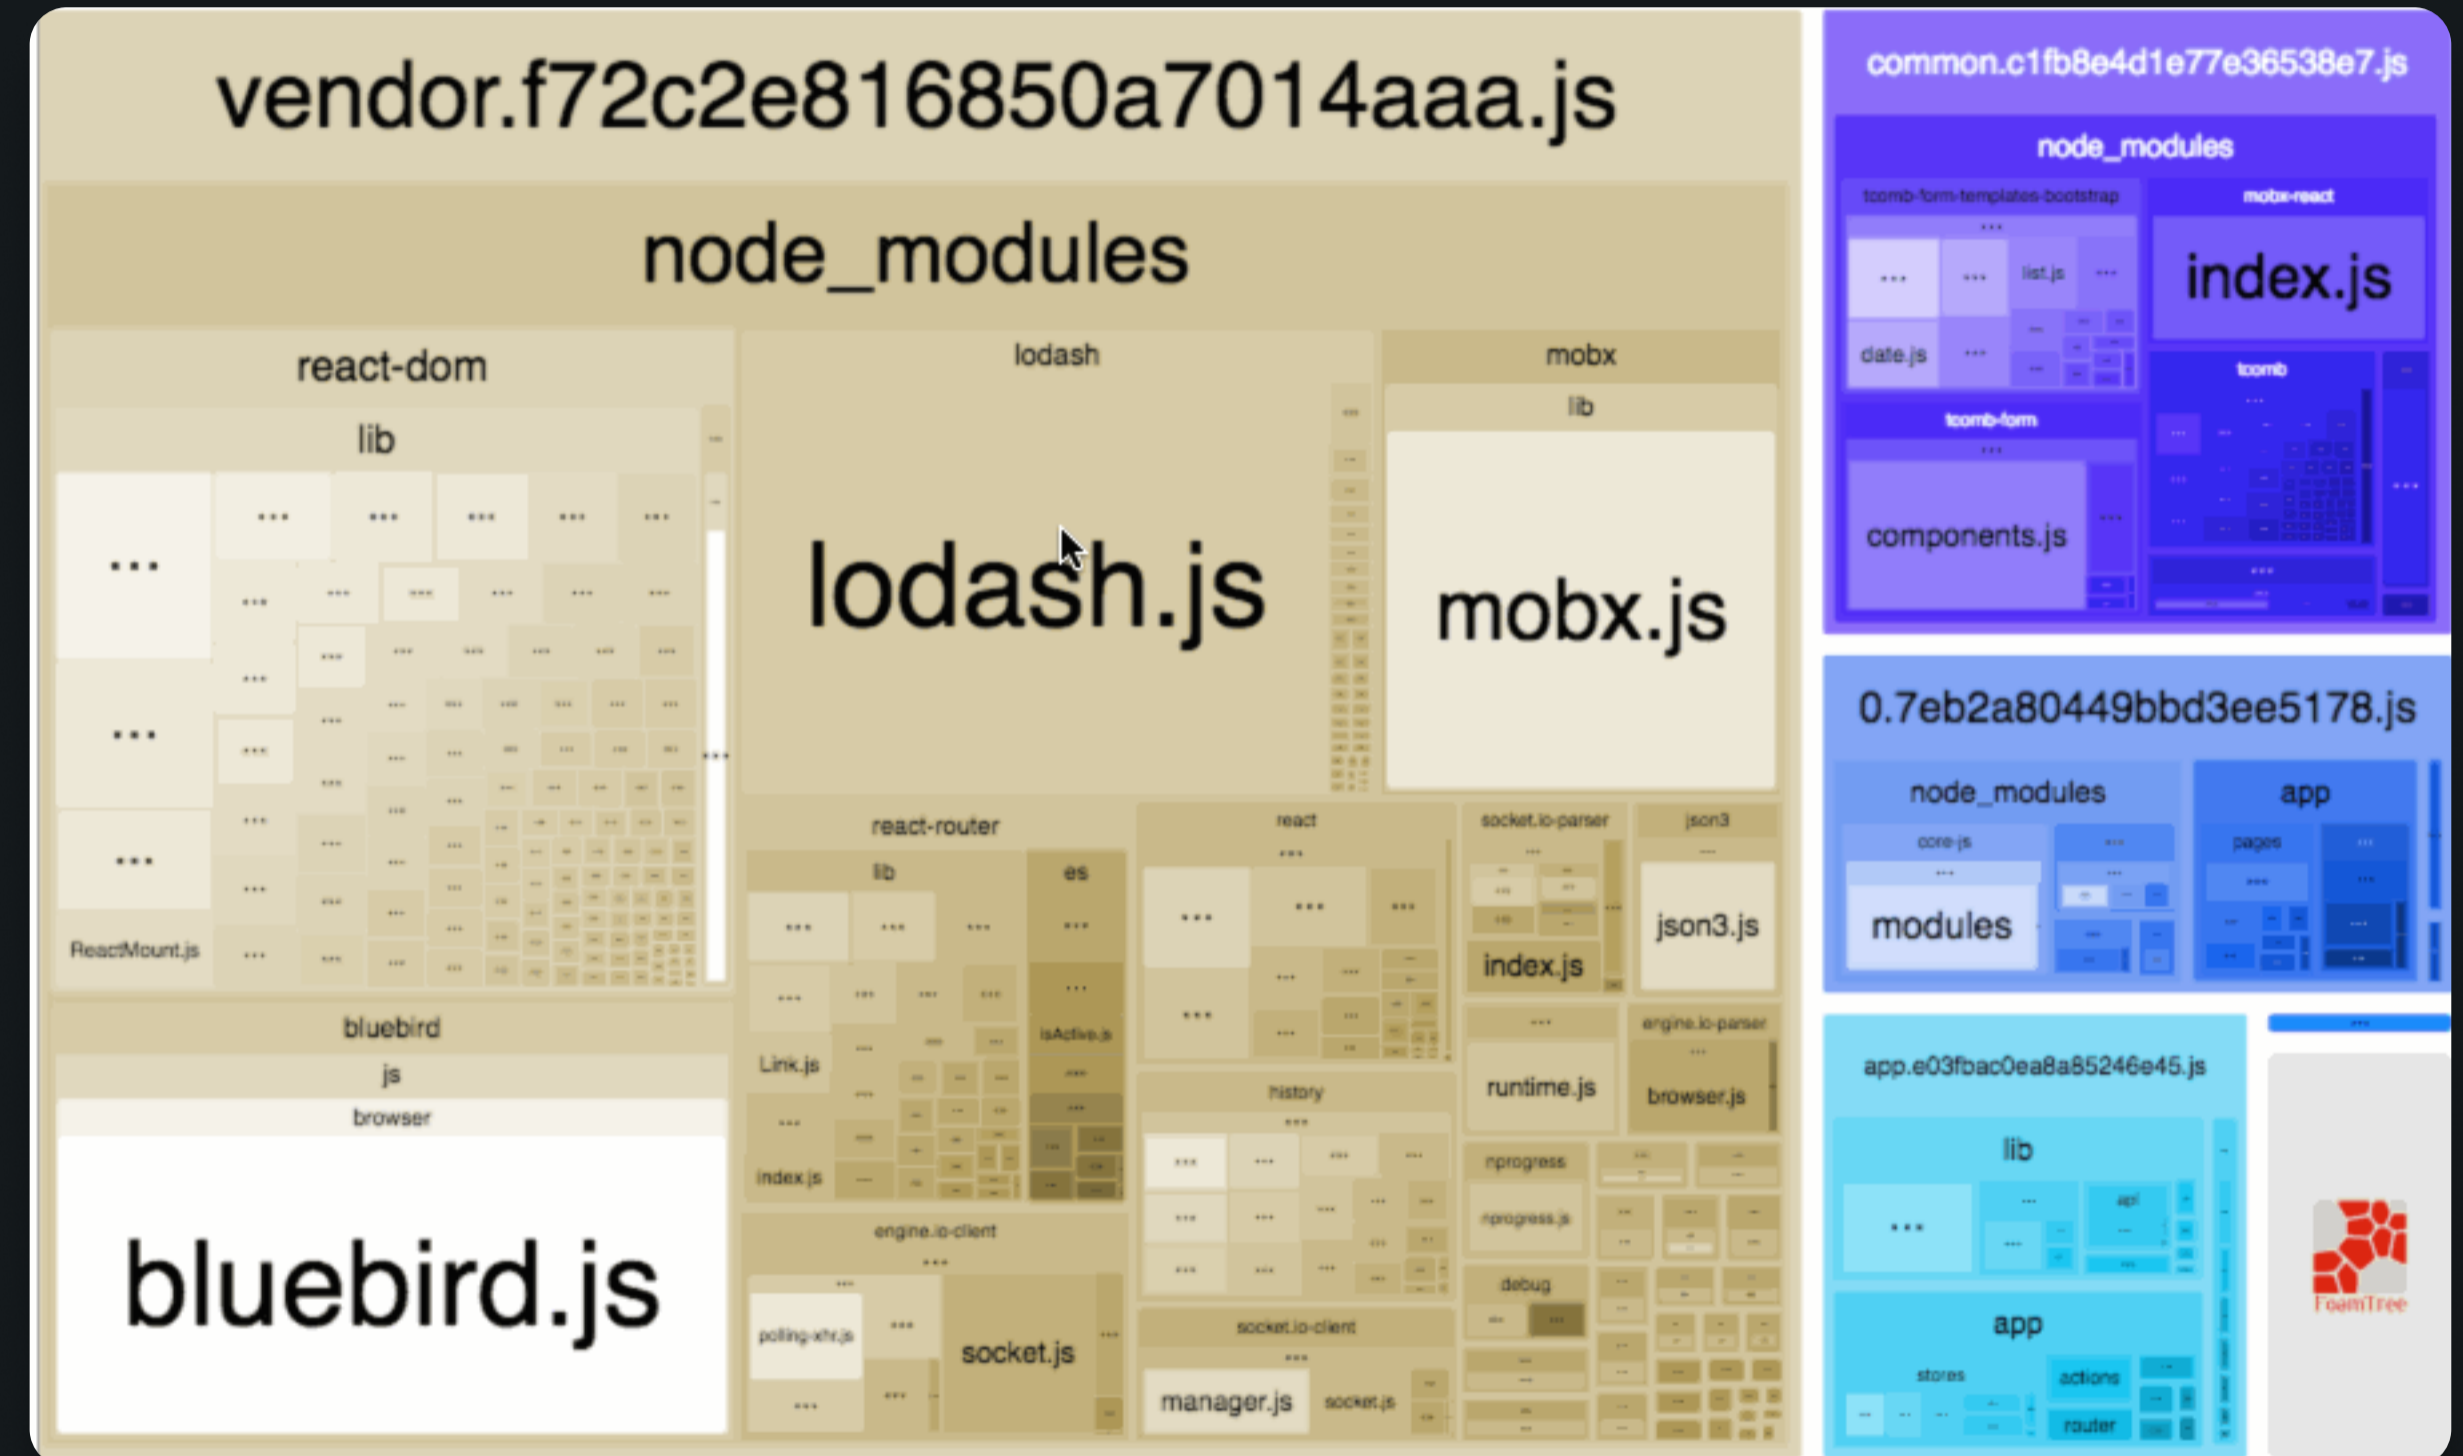 vendor.f72c2e816850a7014aaa.js
node_modules
react-dom
lib
ReactMount.js
bluebird
js
browser
bluebird.js
lodash
lodash.js
mobx
lib
mobx.js
react-router
lib
Link.js
index.js
es
isActive.js
react
socket.io-parser
index.js
json3
json3.js
runtime.js
engine.io-parser
browser.js
history
nprogress
nprogress.js
debug
engine.io-client
polling-xhr.js
socket.js
socket.io-client
manager.js
socket.js
common.c1fb8e4d1e77e36538e7.js
node_modules
tcomb-form-templates-bootstrap
list.js
date.js
mobx-react
index.js
tcomb-form
components.js
tcomb
0.7eb2a80449bbd3ee5178.js
node_modules
core-js
modules
app
pages
app.e03fbac0ea8a85246e45.js
lib
api
app
stores
actions
router
FoamTree